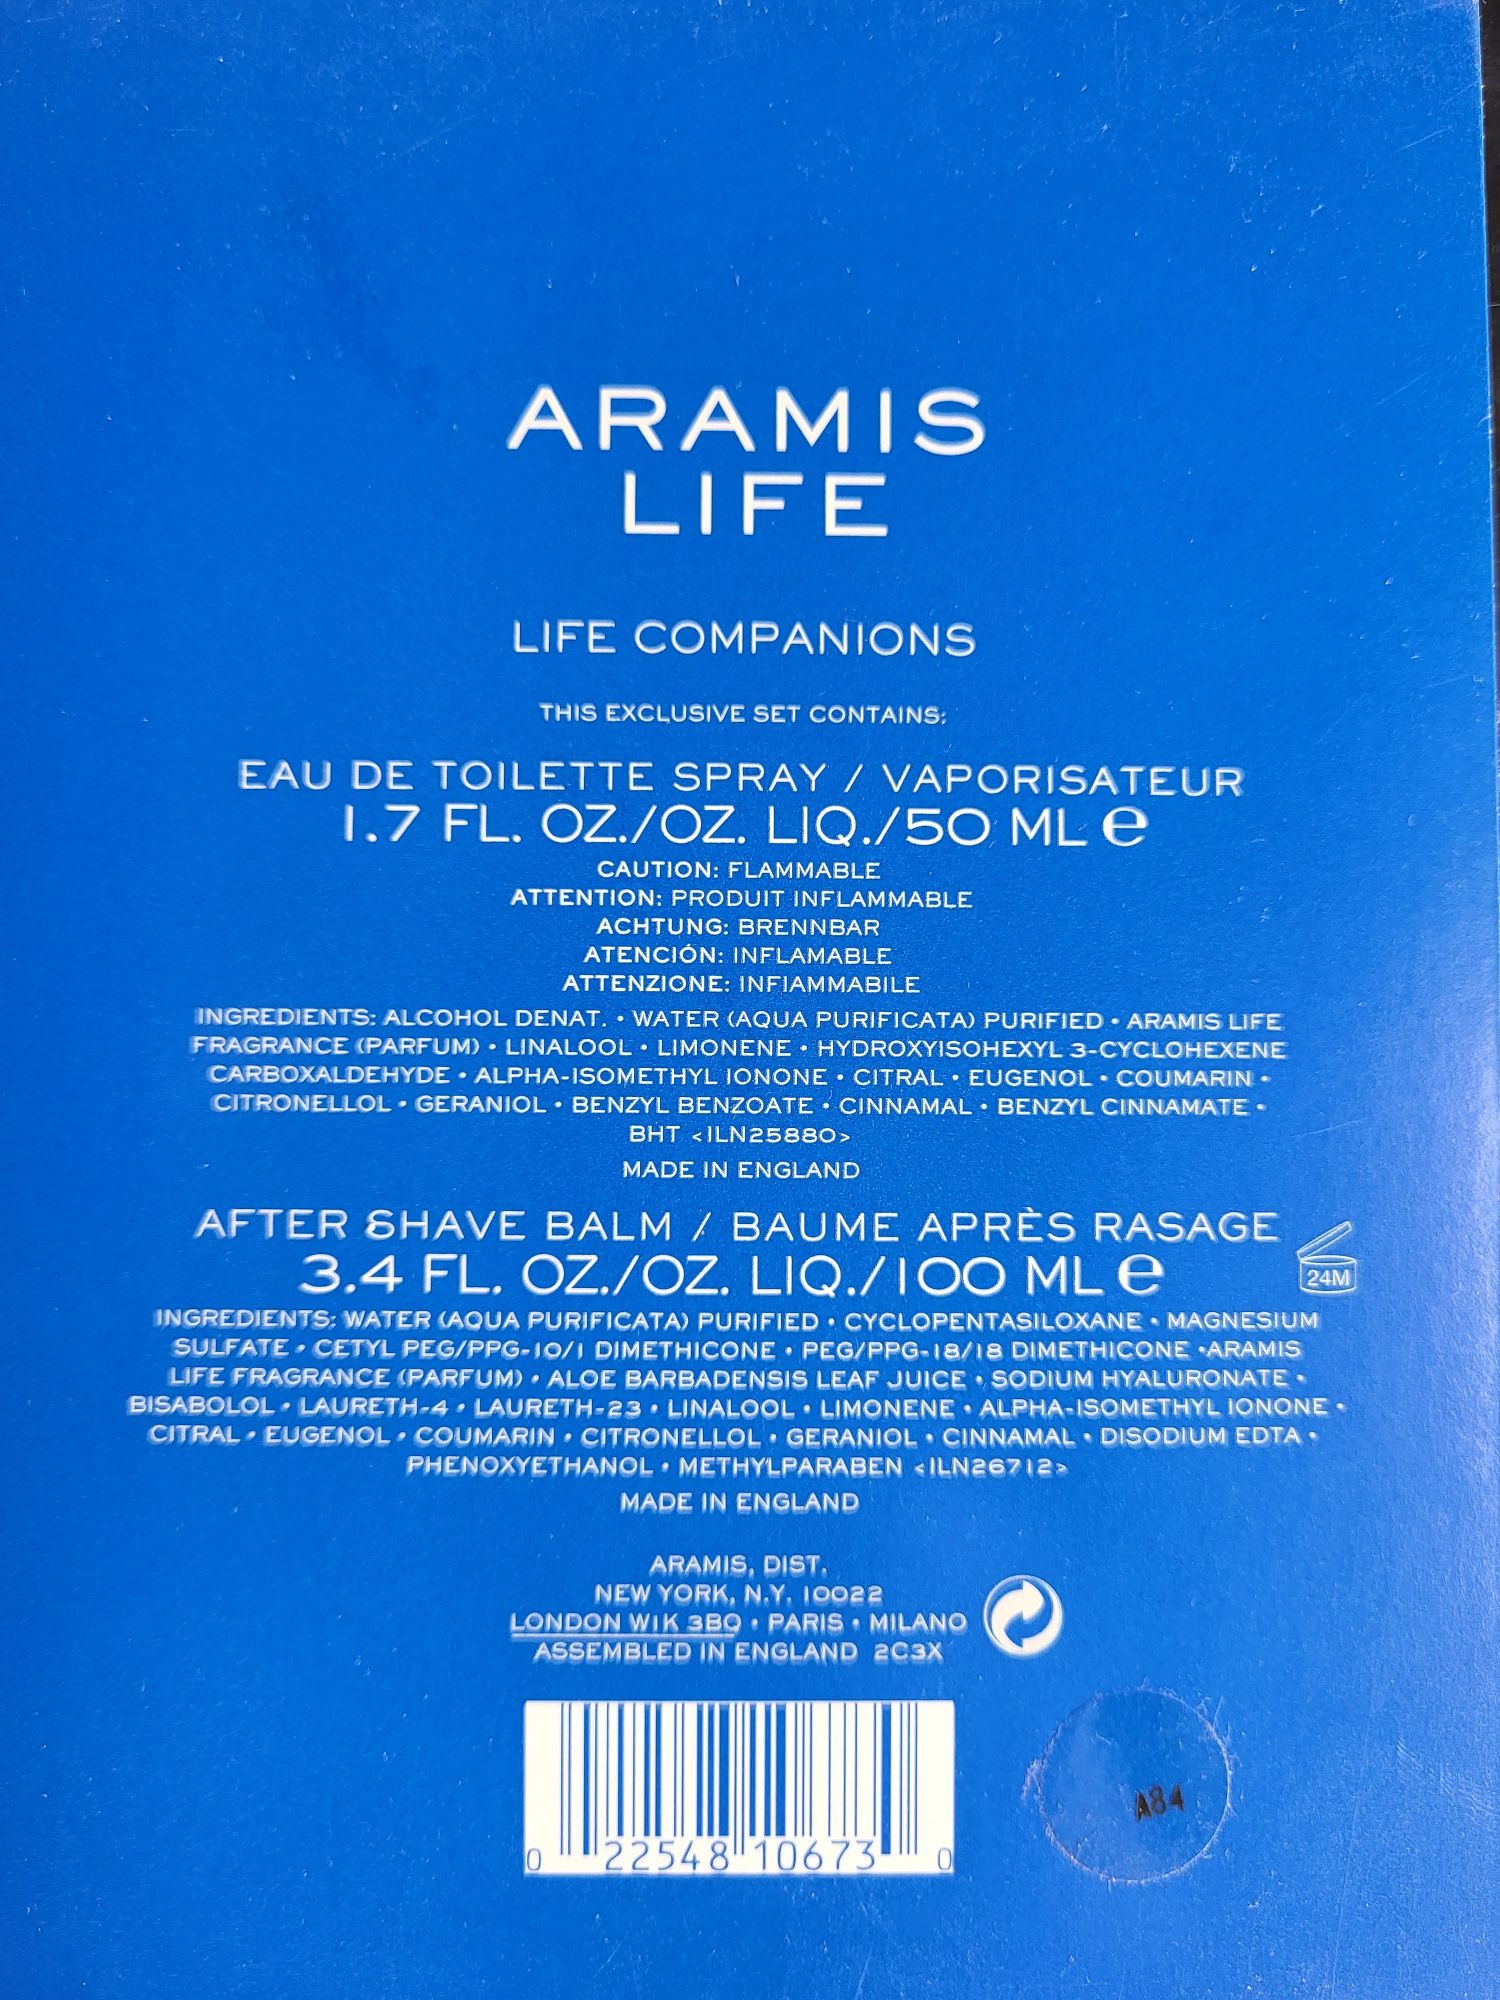 ARAMIS
LIFE
LIFE COMPANIONS
THIS EXCLUSIVE SET CONTAINS:
EAU DE TOILETTE SPRAY / VAPORISATEUR
1.7 FL. OZ./OZ. LIQ./50 ML e
CAUTION: FLAMMABLE
ATTENTION: PRODUIT INFLAMMABLE
ACHTUNG: BRENNBAR
ATENCIÓN: INFLAMABLE
ATTENZIONE: INFIAMMABILE
INGREDIENTS: ALCOHOL DENAT. • WATER (AQUA PURIFICATA) PURIFIED • ARAMIS LIFE
FRAGRANCE (PARFUM) • LINALOOL • LIMONENE • HYDROXYISOHEXYL 3-CYCLOHEXENE
CARBOXALDEHYDE • ALPHA-ISOMETHYL IONONE • CITRAL • EUGENOL • COUMARIN •
CITRONELLOL • GERANIOL • BENZYL BENZOATE • CINNAMAL • BENZYL CINNAMATE •
BHT <ILN25880>
MADE IN ENGLAND
AFTER SHAVE BALM / BAUME APRÈS RASAGE
3.4 FL. OZ./OZ. LIQ./100 ML e
24M
INGREDIENTS: WATER (AQUA PURIFICATA) PURIFIED • CYCLOPENTASILOXANE • MAGNESIUM
SULFATE • CETYL PEG/PPG-10/1 DIMETHICONE • PEG/PPG-18/18 DIMETHICONE •ARAMIS
LIFE FRAGRANCE (PARFUM) • ALOE BARBADENSIS LEAF JUICE • SODIUM HYALURONATE •
BISABOLOL • LAURETH-4 • LAURETH-23 • LINALOOL • LIMONENE • ALPHA-ISOMETHYL IONONE •
CITRAL • EUGENOL • COUMARIN • CITRONELLOL • GERANIOL • CINNAMAL • DISODIUM EDTA •
PHENOXYETHANOL • METHYLPARABEN <ILN26712>
MADE IN ENGLAND
ARAMIS, DIST.
NEW YORK, N.Y. 10022
LONDON W1K 3BQ • PARIS • MILANO
ASSEMBLED IN ENGLAND 2C3X
A84
0 22548 10673 0